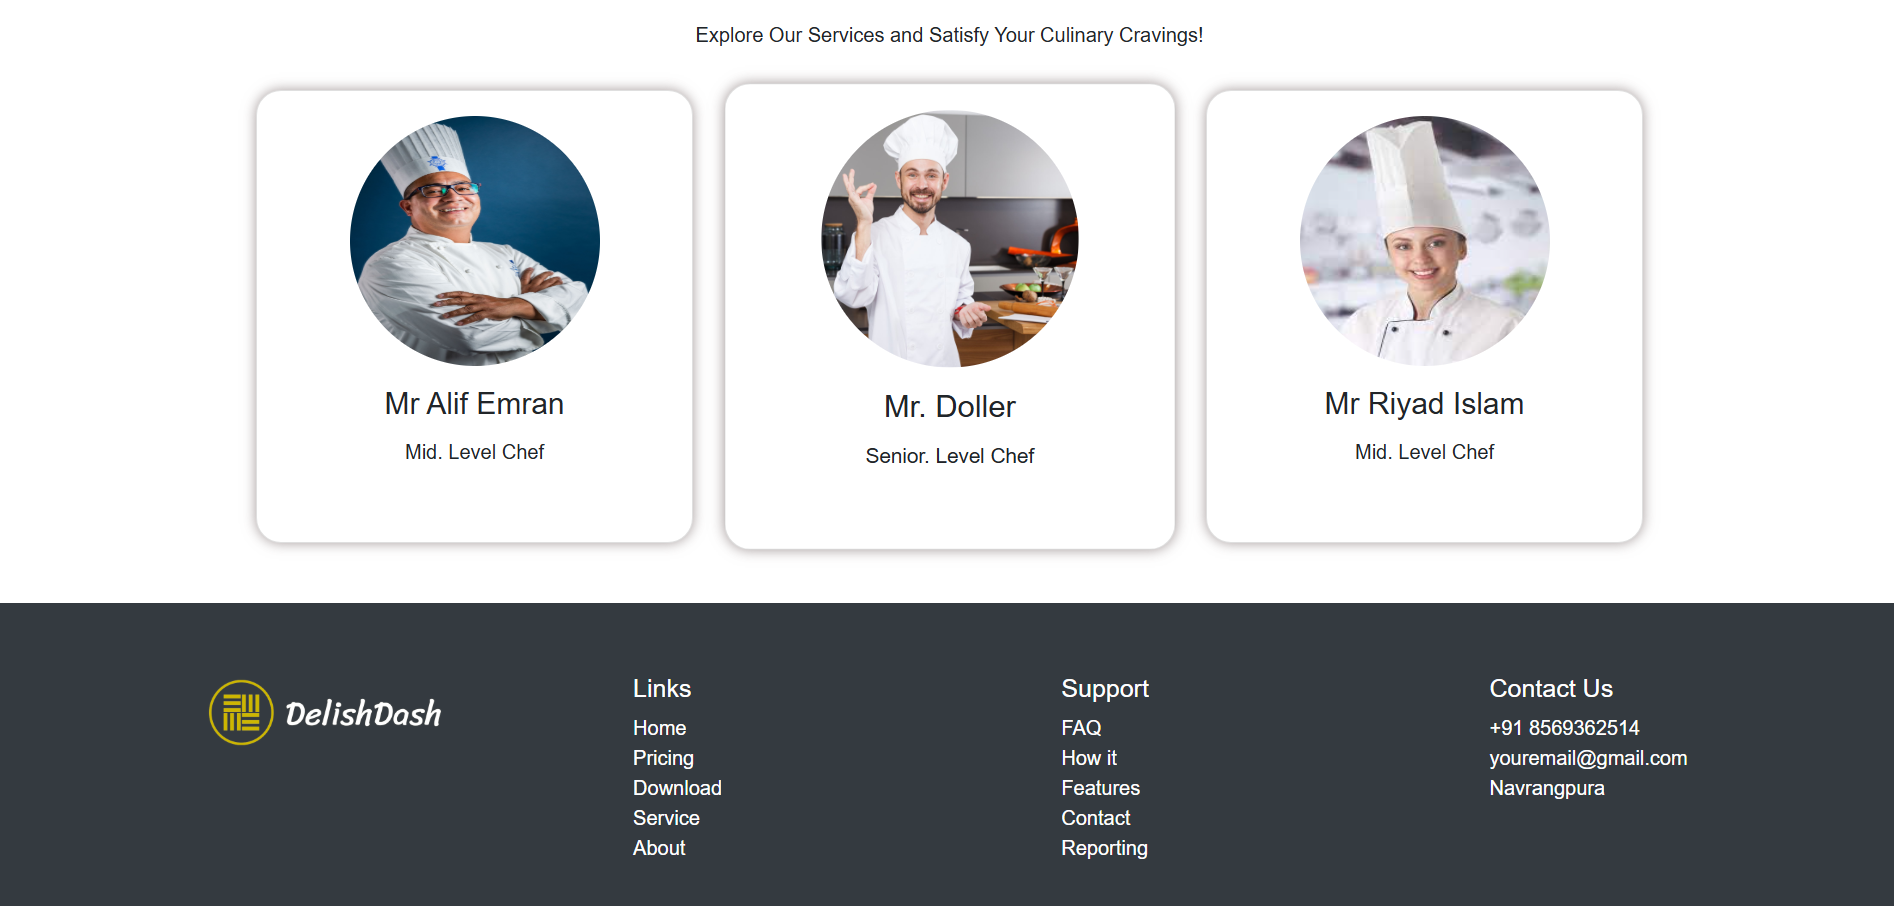 Explore Our Services and Satisfy Your Culinary Cravings!
Mr Alif Emran
Mid. Level Chef
Mr. Doller
Senior. Level Chef
Mr Riyad Islam
Mid. Level Chef
DelishDash
Links
Home
Pricing
Download
Service
About
Support
FAQ
How it
Features
Contact
Reporting
Contact Us
+91 8569362514
youremail@gmail.com
Navrangpura